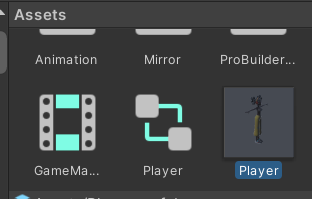 Assets
Animation
Mirror
ProBuilder...
GameMa...
Player
Player